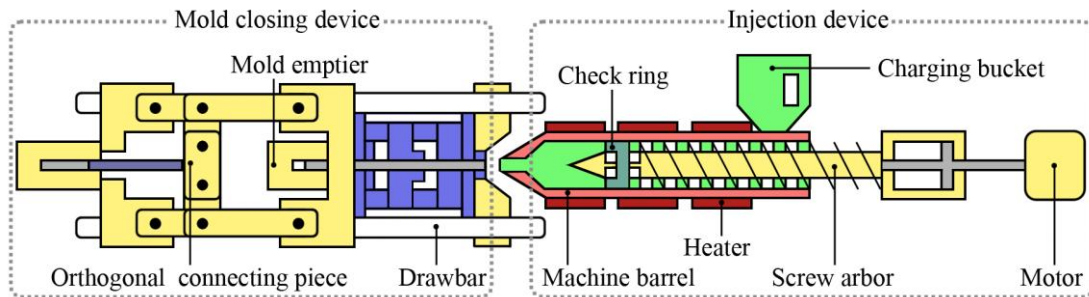 Mold closing device
Injection device
Mold emptier
Check ring
Charging bucket
Heater
Orthogonal connecting piece
Drawbar
Machine barrel
Screw arbor
Motor